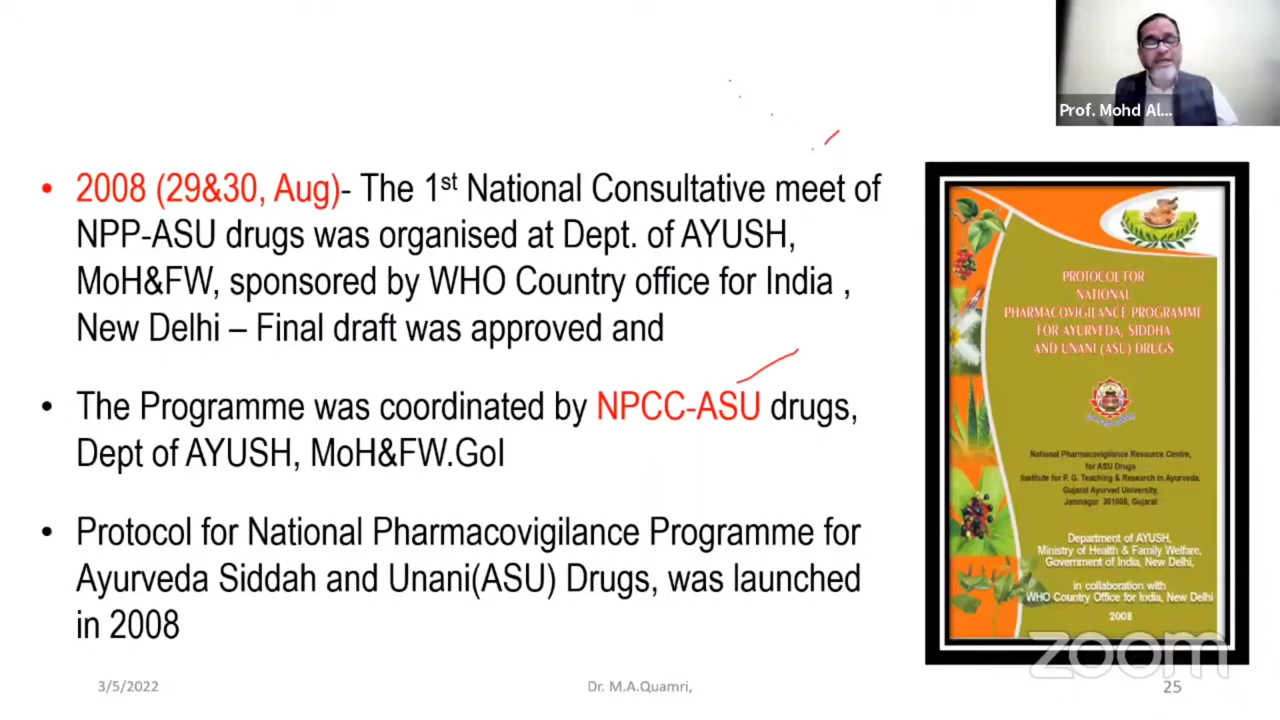 Prof. Mohd Al...
• 2008 (29&30, Aug)- The 1st National Consultative meet of
NPP-ASU drugs was organised at Dept. of AYUSH,
MoH&FW, sponsored by WHO Country office for India ,
New Delhi – Final draft was approved and
• The Programme was coordinated by NPCC-ASU drugs,
Dept of AYUSH, MoH&FW.GoI
• Protocol for National Pharmacovigilance Programme for
Ayurveda Siddah and Unani(ASU) Drugs, was launched
in 2008
PROTOCOL FOR
NATIONAL
PHARMACOVIGILANCE PROGRAMME
FOR AYURVEDA, SIDDHA
AND UNANI (ASU) DRUGS
National Pharmacovigilance Resource Centre,
for ASU Drugs
Institute for P. G. Teaching & Research in Ayurveda,
Gujarat Ayurved University,
Jamnagar 361008, Gujarat
Department of AYUSH,
Ministry of Health & Family Welfare,
Government of India, New Delhi,
in collaboration with
WHO Country Office for India, New Delhi
2008
zoom
3/5/2022
Dr. M.A.Quamri,
25